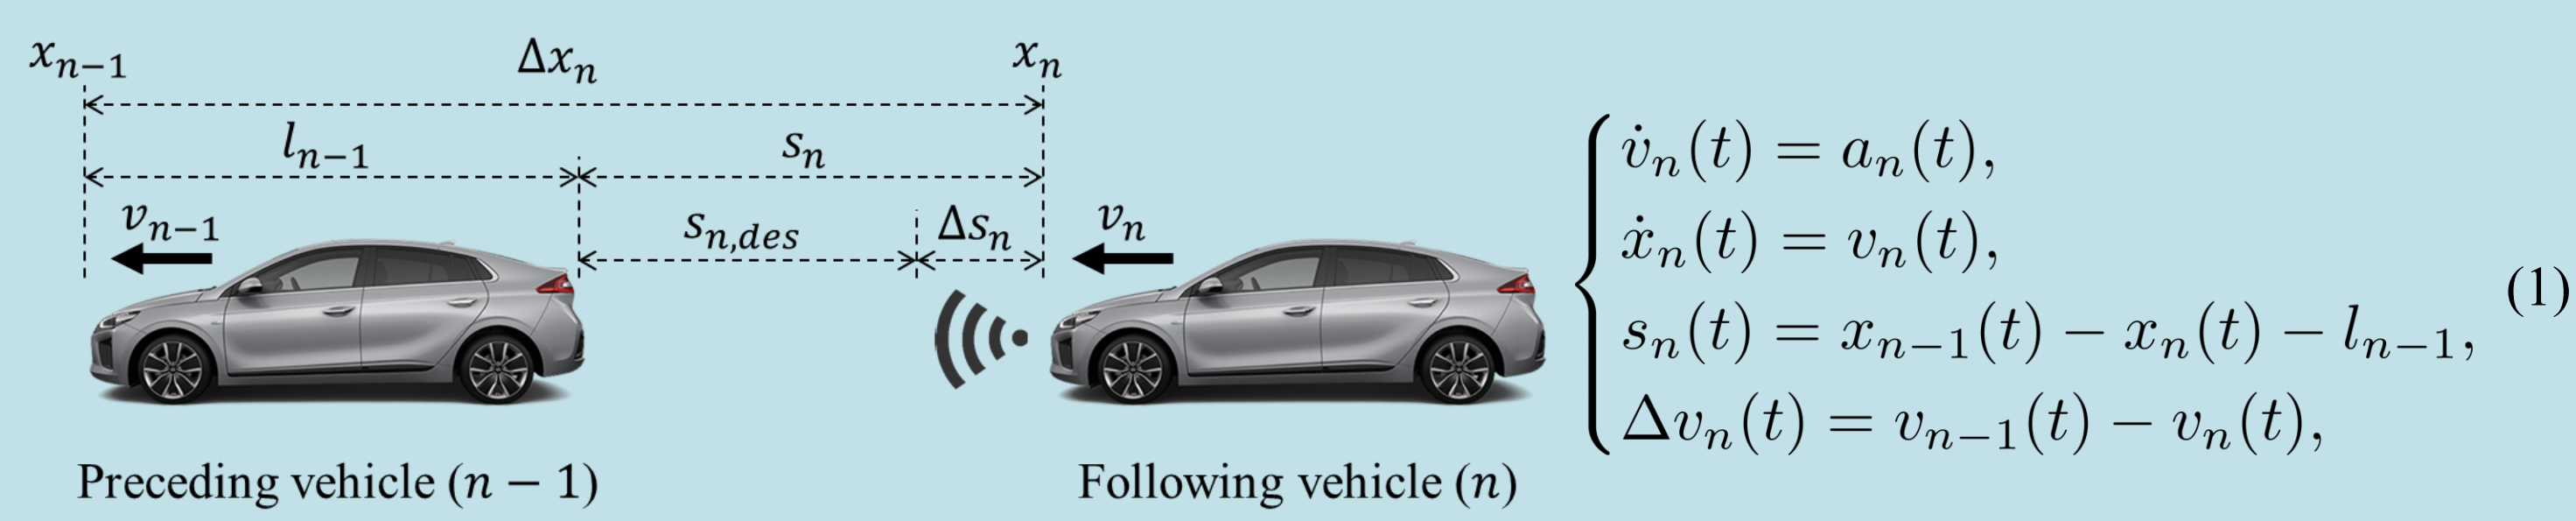 x_{n−1} Δx_n x_n
l_{n−1} s_n
v_{n−1} s_{n,des} Δs_n v_n
Preceding vehicle (n − 1) Following vehicle (n)
v̇_n(t) = a_n(t),
ẋ_n(t) = v_n(t),
s_n(t) = x_{n−1}(t) − x_n(t) − l_{n−1},
Δv_n(t) = v_{n−1}(t) − v_n(t),
(1)